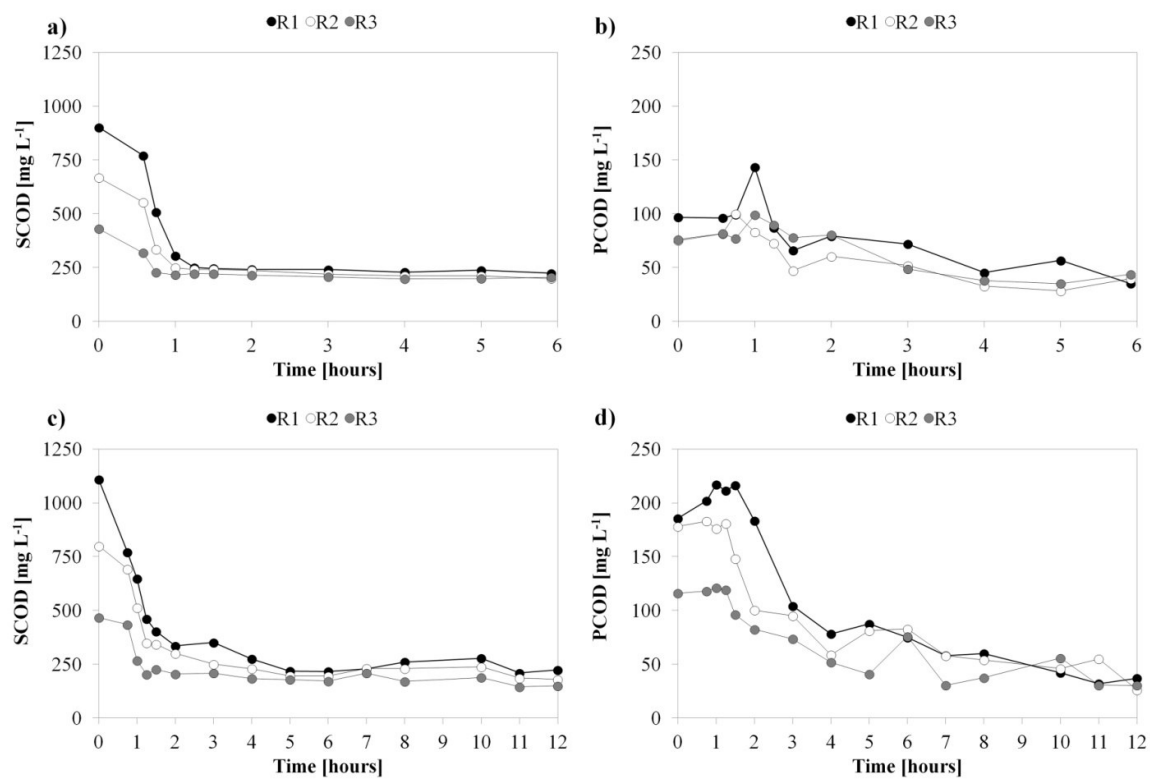 a)
R1 R2 R3
1250
1000
750
500
250
0
SCOD [mg L⁻¹]
0 1 2 3 4 5 6
Time [hours]
b)
R1 R2 R3
250
200
150
100
50
0
PCOD [mg L⁻¹]
0 1 2 3 4 5 6
Time [hours]
c)
R1 R2 R3
1250
1000
750
500
250
0
SCOD [mg L⁻¹]
0 1 2 3 4 5 6 7 8 9 10 11 12
Time [hours]
d)
R1 R2 R3
250
200
150
100
50
0
PCOD [mg L⁻¹]
0 1 2 3 4 5 6 7 8 9 10 11 12
Time [hours]